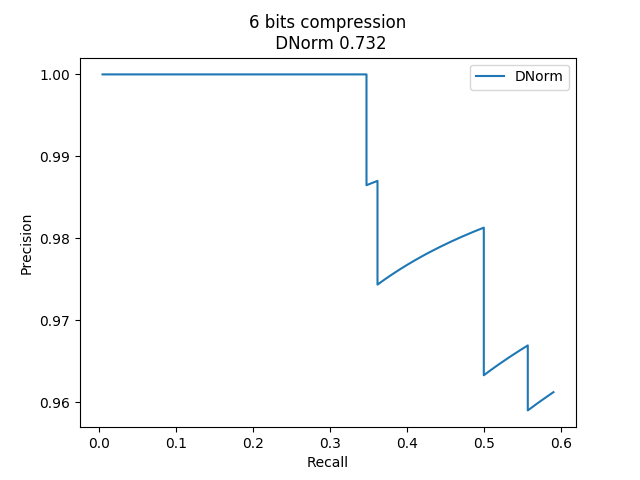 6 bits compression
DNorm 0.732
DNorm
1.00
0.99
0.98
0.97
0.96
Precision
0.0 0.1 0.2 0.3 0.4 0.5 0.6
Recall